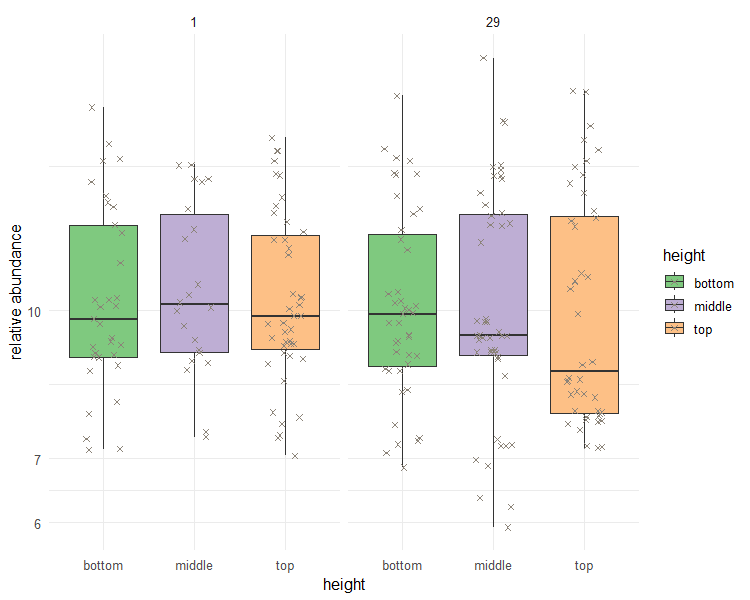 1
29
relative abundance
10
7
6
bottom
middle
top
bottom
middle
top
height
height
bottom
middle
top